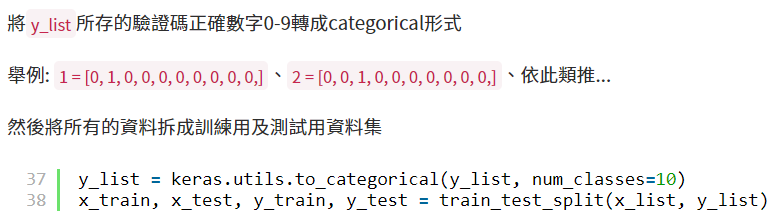 將 y_list 所存的驗證碼正確數字0-9轉成categorical形式
舉例: 1 = [0, 1, 0, 0, 0, 0, 0, 0, 0, 0,] 、 2 = [0, 0, 1, 0, 0, 0, 0, 0, 0, 0,] 、依此類推...
然後將所有的資料拆成訓練用及測試用資料集
37 y_list = keras.utils.to_categorical(y_list, num_classes=10)
38 x_train, x_test, y_train, y_test = train_test_split(x_list, y_list)